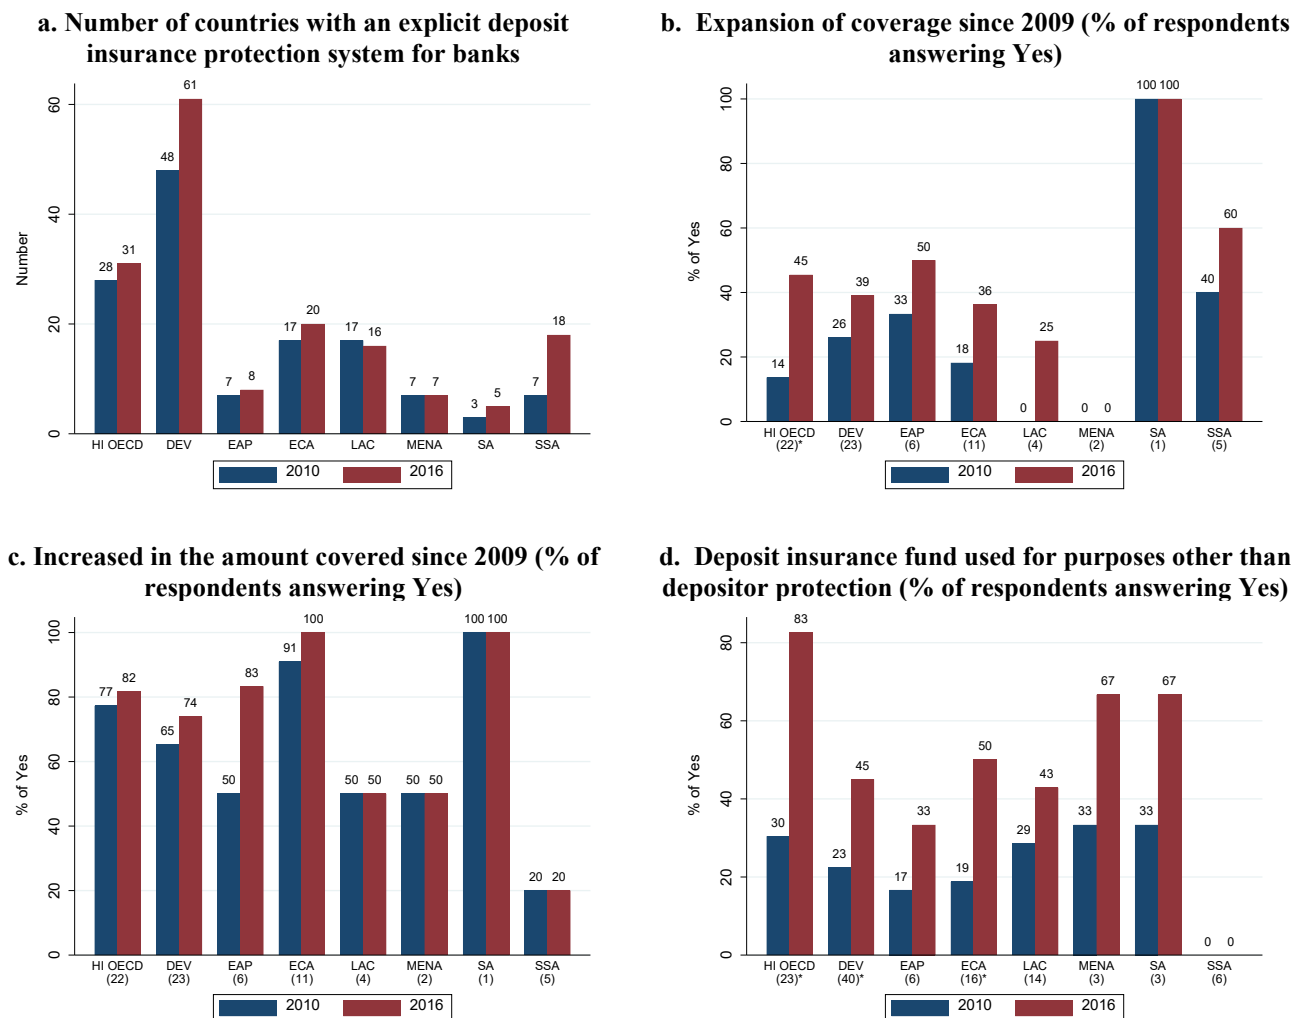 a. Number of countries with an explicit deposit
insurance protection system for banks
Number
0 20 40 60
28 31 48 61 7 8 17 20 17 16 7 7 3 5 7 18
HI OECD DEV EAP ECA LAC MENA SA SSA
2010 2016
b. Expansion of coverage since 2009 (% of respondents
answering Yes)
% of Yes
0 20 40 60 80 100
14 45 26 39 33 50 18 36 0 25 0 0 100 100 40 60
HI OECD DEV EAP ECA LAC MENA SA SSA
(22)* (23) (6) (11) (4) (2) (1) (5)
2010 2016
c. Increased in the amount covered since 2009 (% of
respondents answering Yes)
% of Yes
0 20 40 60 80 100
77 82 65 74 50 83 91 100 50 50 50 50 100 100 20 20
HI OECD DEV EAP ECA LAC MENA SA SSA
(22) (23) (6) (11) (4) (2) (1) (5)
2010 2016
d. Deposit insurance fund used for purposes other than
depositor protection (% of respondents answering Yes)
% of Yes
0 20 40 60 80
30 83 23 45 17 33 19 50 29 43 33 67 33 67 0 0
HI OECD DEV EAP ECA LAC MENA SA SSA
(23)* (40)* (6) (16)* (14) (3) (3) (6)
2010 2016